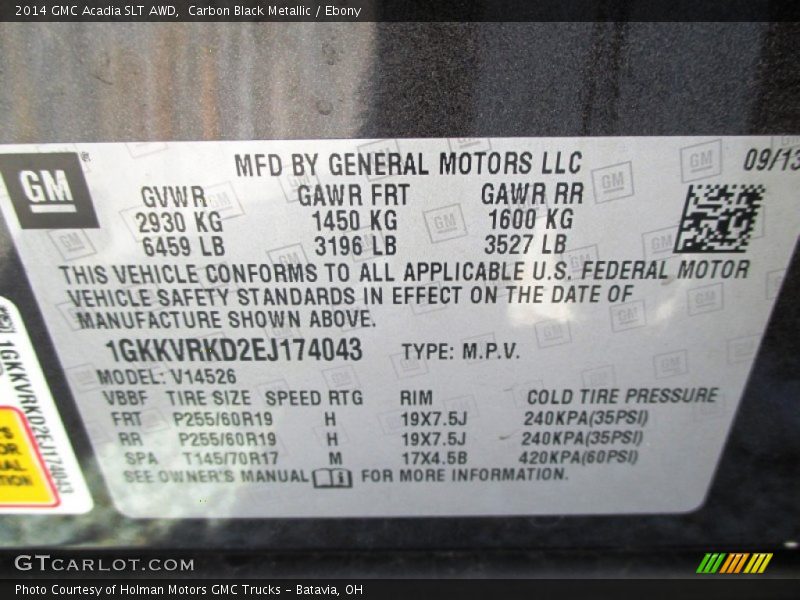 2014 GMC Acadia SLT AWD,  Carbon Black Metallic / Ebony
GM
MFD BY GENERAL MOTORS LLC
09/13
GVWR GAWR FRT GAWR RR
2930 KG 1450 KG 1600 KG
6459 LB 3196 LB 3527 LB
THIS VEHICLE CONFORMS TO ALL APPLICABLE U.S. FEDERAL MOTOR
VEHICLE SAFETY STANDARDS IN EFFECT ON THE DATE OF
MANUFACTURE SHOWN ABOVE.
1GKKVRKD2EJ174043 TYPE: M.P.V.
MODEL: V14526
VBBF TIRE SIZE SPEED RTG RIM COLD TIRE PRESSURE
FRT P255/60R19 H 19X7.5J 240KPA(35PSI)
RR P255/60R19 H 19X7.5J 240KPA(35PSI)
SPA T145/70R17 M 17X4.5B 420KPA(60PSI)
SEE OWNER'S MANUAL FOR MORE INFORMATION.
1GKKVRKD2EJ174043
GTCARLOT.COM
Photo Courtesy of Holman Motors GMC Trucks - Batavia, OH